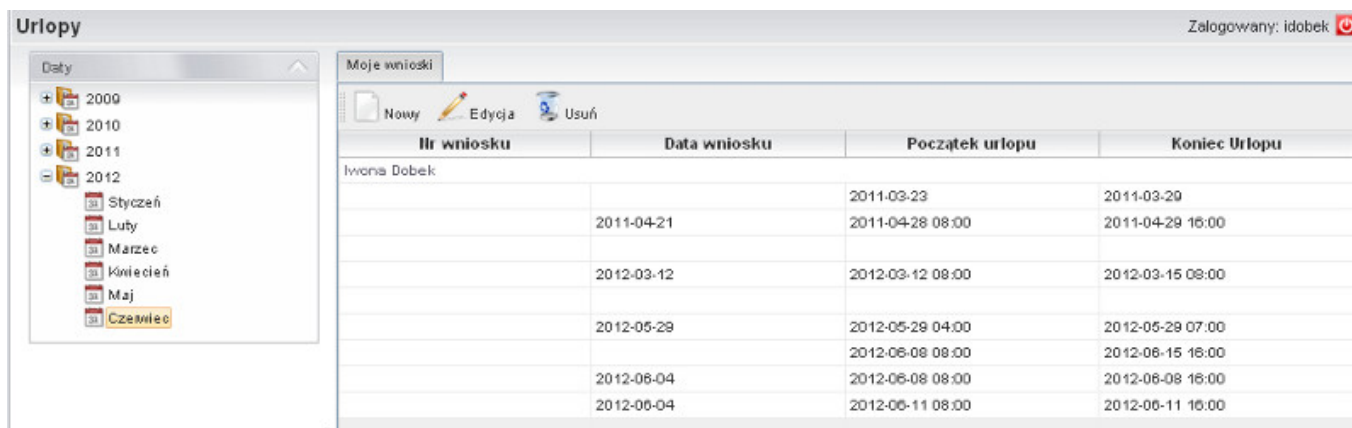 Urlopy
Zalogowany: idobek
Daty
2009
2010
2011
2012
Styczeń
Luty
Marzec
Kwiecień
Maj
Czerwiec
Moje wnioski
Nowy Edycja Usuń
Nr wniosku Data wniosku Początek urlopu Koniec Urlopu
Iwona Dobek
2011-03-23 2011-03-29
2011-04-21 2011-04-28 08:00 2011-04-29 16:00
2012-03-12 2012-03-12 08:00 2012-03-15 08:00
2012-05-29 2012-05-29 04:00 2012-05-29 07:00
2012-06-08 08:00 2012-06-15 16:00
2012-06-04 2012-06-08 08:00 2012-06-08 16:00
2012-06-04 2012-06-11 08:00 2012-06-11 16:00